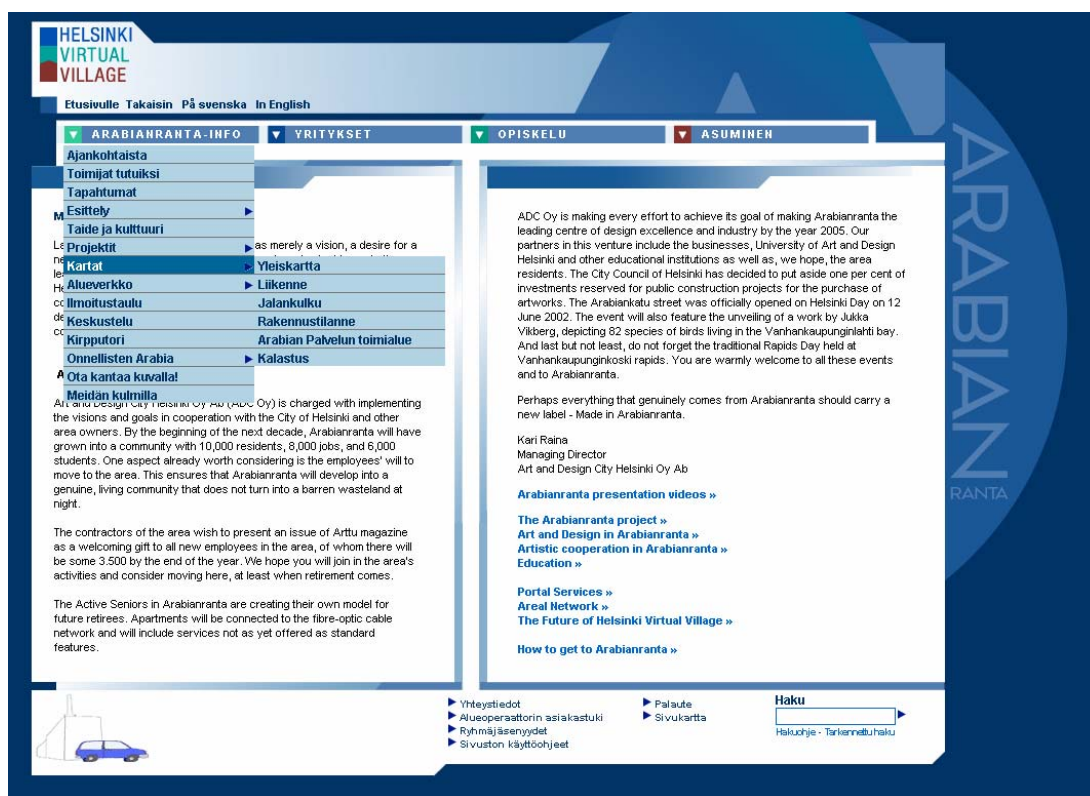 HELSINKI
VIRTUAL
VILLAGE
Etusivulle Takaisin På svenska In English
ARABIANRANTA-INFO YRITYKSET OPISKELU ASUMINEN
Ajankohtaista
Toimijat tutuiksi
Tapahtumat
Esittely
Taide ja kulttuuri
Projektit
Kartat
Alueverkko
Ilmoitustaulu
Keskustelu
Kirpputori
Onnellisten Arabia
Ota kantaa kuvalla!
Meidän kulmilla
Yleiskartta
Liikenne
Jalankulku
Rakennustilanne
Arabian Palvelun toimialue
Kalastus
as merely a vision, a desire for a
Art and Design City Helsinki Oy Ab (ADC Oy) is charged with implementing
the visions and goals in cooperation with the City of Helsinki and other
area owners. By the beginning of the next decade, Arabianranta will have
grown into a community with 10,000 residents, 8,000 jobs, and 6,000
students. One aspect already worth considering is the employees' will to
move to the area. This ensures that Arabianranta will develop into a
genuine, living community that does not turn into a barren wasteland at
night.
The contractors of the area wish to present an issue of Arttu magazine
as a welcoming gift to all new employees in the area, of whom there will
be some 3.500 by the end of the year. We hope you will join in the area's
activities and consider moving here, at least when retirement comes.
The Active Seniors in Arabianranta are creating their own model for
future retirees. Apartments will be connected to the fibre-optic cable
network and will include services not as yet offered as standard
features.
ADC Oy is making every effort to achieve its goal of making Arabianranta the
leading centre of design excellence and industry by the year 2005. Our
partners in this venture include the businesses, University of Art and Design
Helsinki and other educational institutions as well as, we hope, the area
residents. The City Council of Helsinki has decided to put aside one per cent of
investments reserved for public construction projects for the purchase of
artworks. The Arabiankatu street was officially opened on Helsinki Day on 12
June 2002. The event will also feature the unveiling of a work by Jukka
Vikberg, depicting 82 species of birds living in the Vanhankaupunginlahti bay.
And last but not least, do not forget the traditional Rapids Day held at
Vanhankaupunginkoski rapids. You are warmly welcome to all these events
and to Arabianranta.
Perhaps everything that genuinely comes from Arabianranta should carry a
new label - Made in Arabianranta.
Kari Raina
Managing Director
Art and Design City Helsinki Oy Ab
Arabianranta presentation videos »
The Arabianranta project »
Art and Design in Arabianranta »
Artistic cooperation in Arabianranta »
Education »
Portal Services »
Areal Network »
The Future of Helsinki Virtual Village »
How to get to Arabianranta »
ARABIAN
RANTA
Yhteystiedot
Alueoperaattorin asiakastuki
Ryhmäjäsenyydet
Sivuston käyttöohjeet
Palaute
Sivukartta
Haku
Hakuohje - Tarkennettu haku